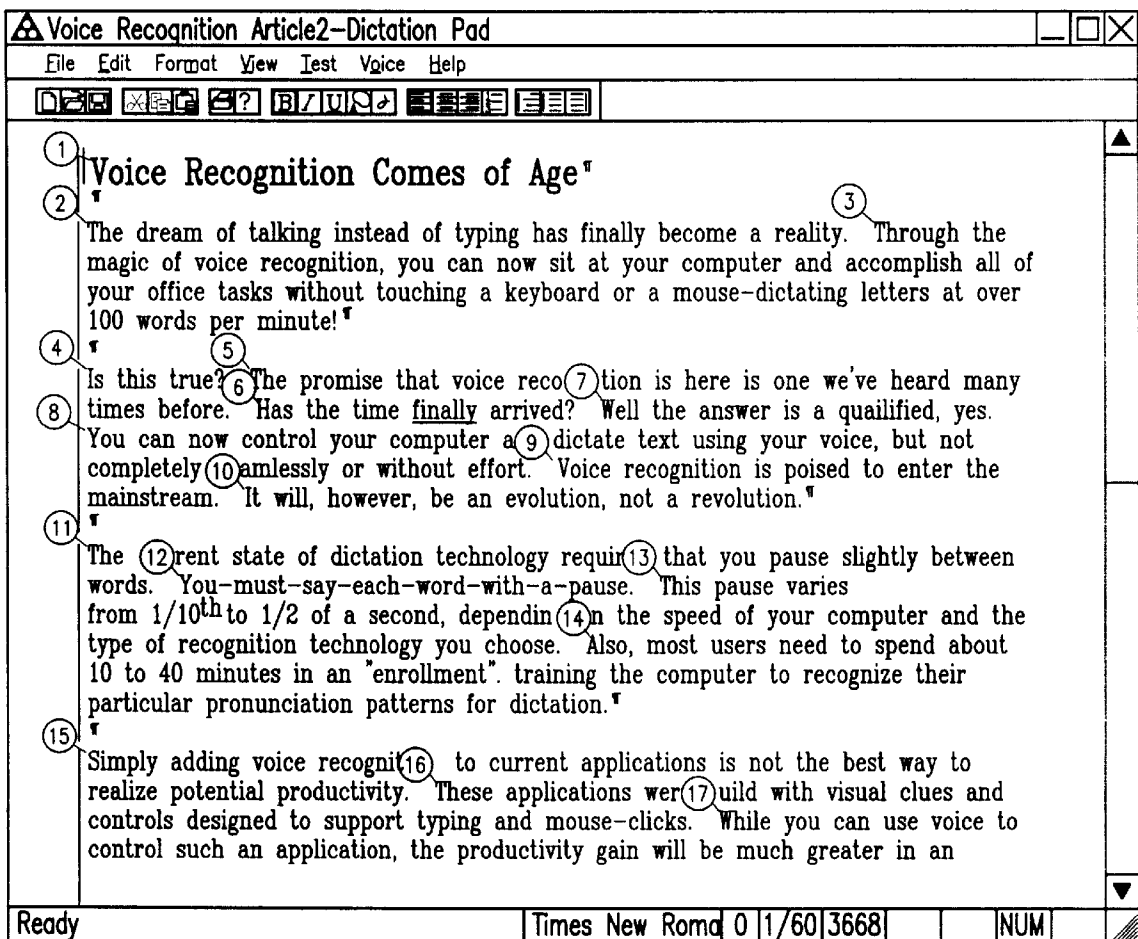 Voice Recognition Article2-Dictation Pad
File Edit Format View Test Voice Help
B I U
1 Voice Recognition Comes of Age¶
¶
2 3
The dream of talking instead of typing has finally become a reality. Through the
magic of voice recognition, you can now sit at your computer and accomplish all of
your office tasks without touching a keyboard or a mouse-dictating letters at over
100 words per minute!¶
4 ¶ 5
Is this true? 6 The promise that voice reco 7 tion is here is one we've heard many
8 times before. Has the time finally arrived? Well the answer is a quailified, yes.
You can now control your computer a 9 dictate text using your voice, but not
completely 10 amlessly or without effort. Voice recognition is poised to enter the
mainstream. It will, however, be an evolution, not a revolution.¶
11 ¶
The 12 rent state of dictation technology requir 13 that you pause slightly between
words. You-must-say-each-word-with-a-pause. This pause varies
from 1/10th to 1/2 of a second, dependin 14 n the speed of your computer and the
type of recognition technology you choose. Also, most users need to spend about
10 to 40 minutes in an "enrollment". training the computer to recognize their
particular pronunciation patterns for dictation.¶
15 ¶
Simply adding voice recognit 16 to current applications is not the best way to
realize potential productivity. These applications wer 17 uild with visual clues and
controls designed to support typing and mouse-clicks. While you can use voice to
control such an application, the productivity gain will be much greater in an
Ready Times New Roma 0 1/60 3668 NUM